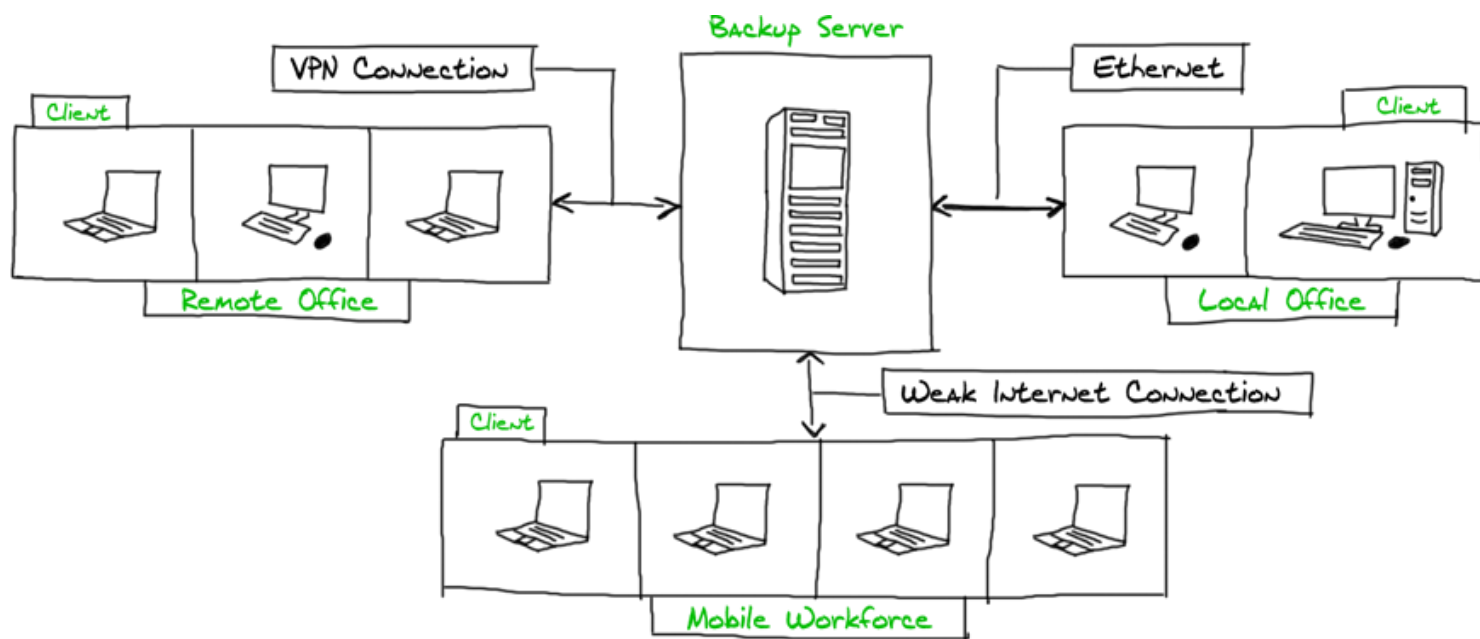 Backup Server
VPN Connection
Ethernet
Client
Client
Remote Office
Local Office
Weak Internet Connection
Client
Mobile Workforce